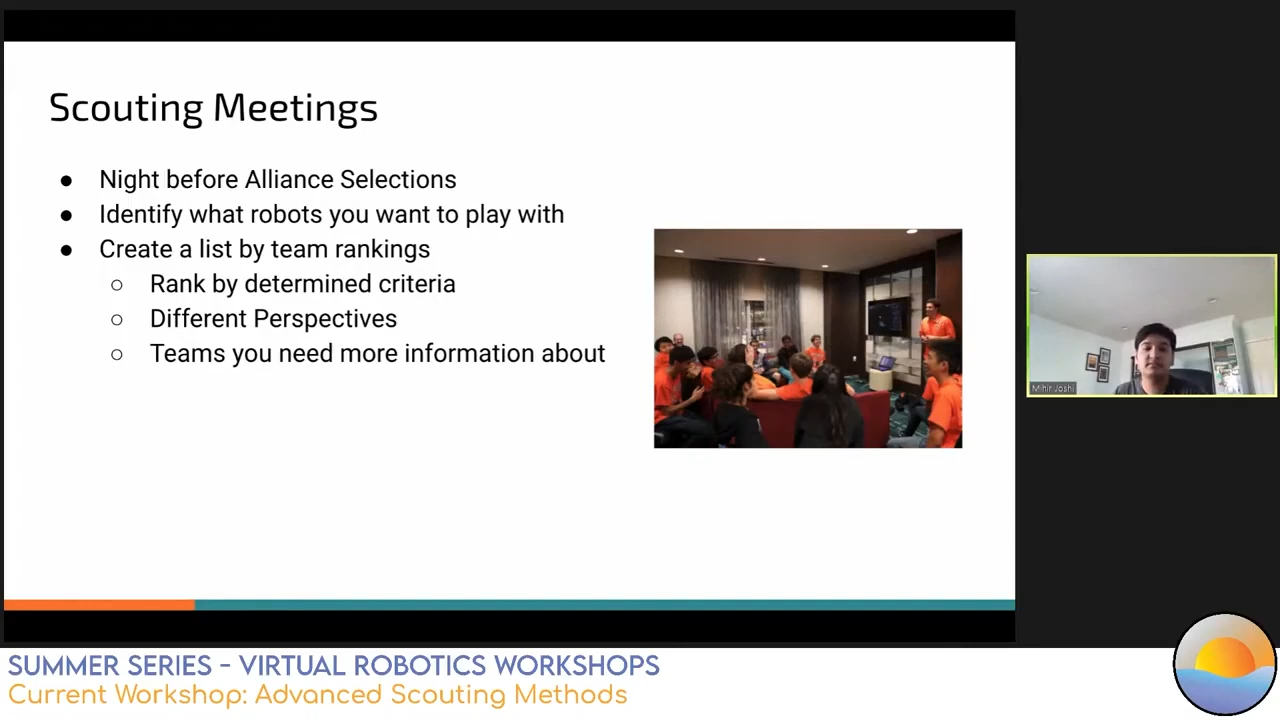 Scouting Meetings
● Night before Alliance Selections
● Identify what robots you want to play with
● Create a list by team rankings
○ Rank by determined criteria
○ Different Perspectives
○ Teams you need more information about
Mihir Joshi
SUMMER SERIES - VIRTUAL ROBOTICS WORKSHOPS
Current Workshop: Advanced Scouting Methods